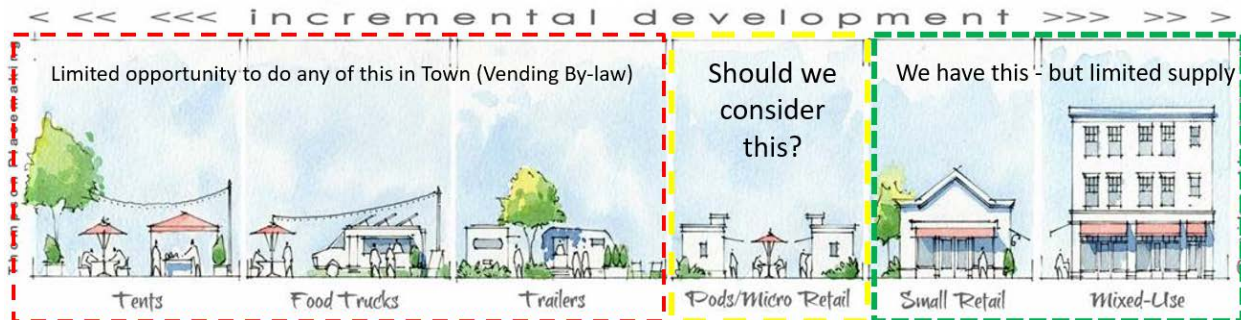 < << <<< incremental development >>> >> >
Limited opportunity to do any of this in Town (Vending By-law)
Should we
consider
this?
We have this - but limited supply
Tents
Food Trucks
Trailers
Pods/Micro Retail
Small Retail
Mixed-Use